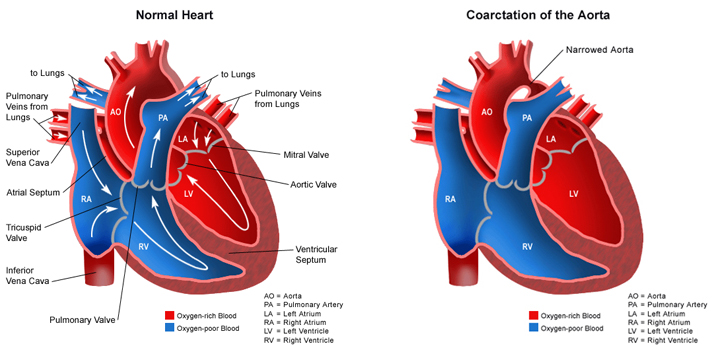 Normal Heart
to Lungs
to Lungs
Pulmonary
Veins from
Lungs
Pulmonary Veins
from Lungs
AO
PA
Superior
Vena Cava
LA
Mitral Valve
Atrial Septum
Aortic Valve
RA
LV
Tricuspid
Valve
RV
Ventricular
Septum
Inferior
Vena Cava
Pulmonary Valve
Oxygen-rich Blood
Oxygen-poor Blood
AO = Aorta
PA = Pulmonary Artery
LA = Left Atrium
RA = Right Atrium
LV = Left Ventricle
RV = Right Ventricle
Coarctation of the Aorta
Narrowed Aorta
AO
PA
LA
RA
LV
RV
Oxygen-rich Blood
Oxygen-poor Blood
AO = Aorta
PA = Pulmonary Artery
LA = Left Atrium
RA = Right Atrium
LV = Left Ventricle
RV = Right Ventricle